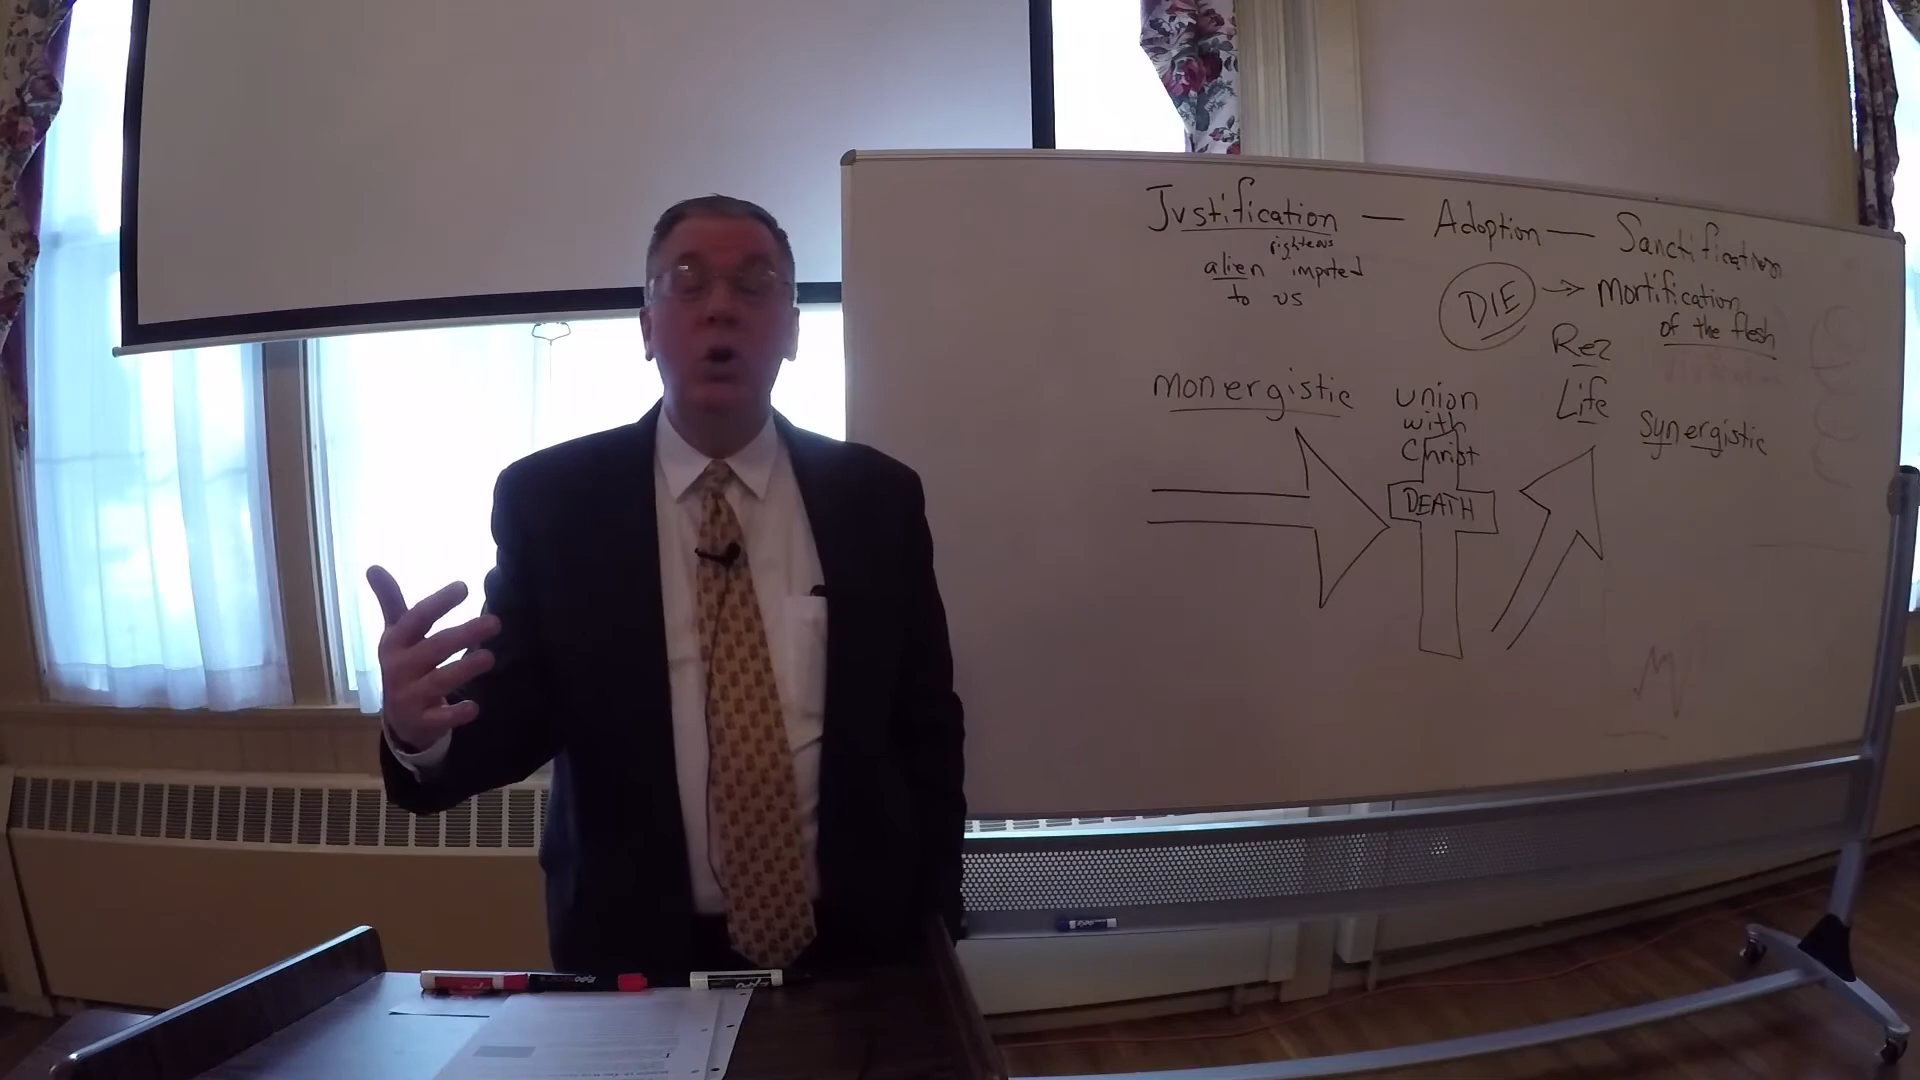 Justification — Adoption — Sanctification
righteous
alien imputed
to us
DIE → Mortification
of the flesh
Rez
Life
monergistic
union
with
Christ
DEATH
synergistic
EXPO